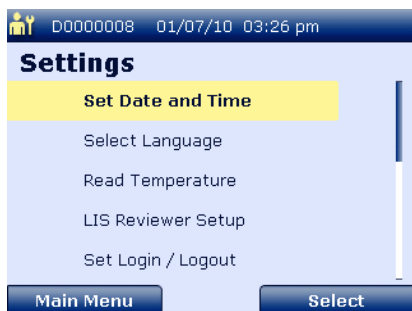 D0000008 01/07/10 03:26 pm
Settings
Set Date and Time
Select Language
Read Temperature
LIS Reviewer Setup
Set Login / Logout
Main Menu Select